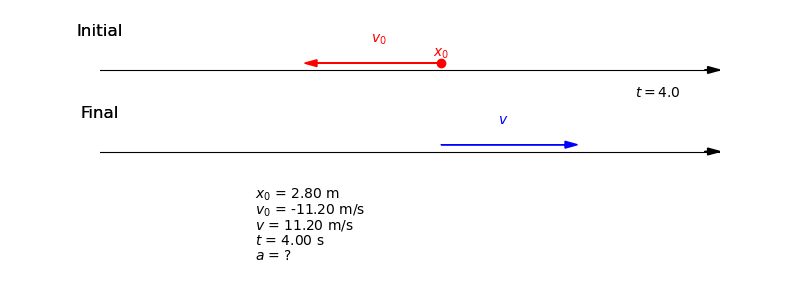 Initial
v₀
x₀
t = 4.0
Final
v
x₀ = 2.80 m
v₀ = -11.20 m/s
v = 11.20 m/s
t = 4.00 s
a = ?